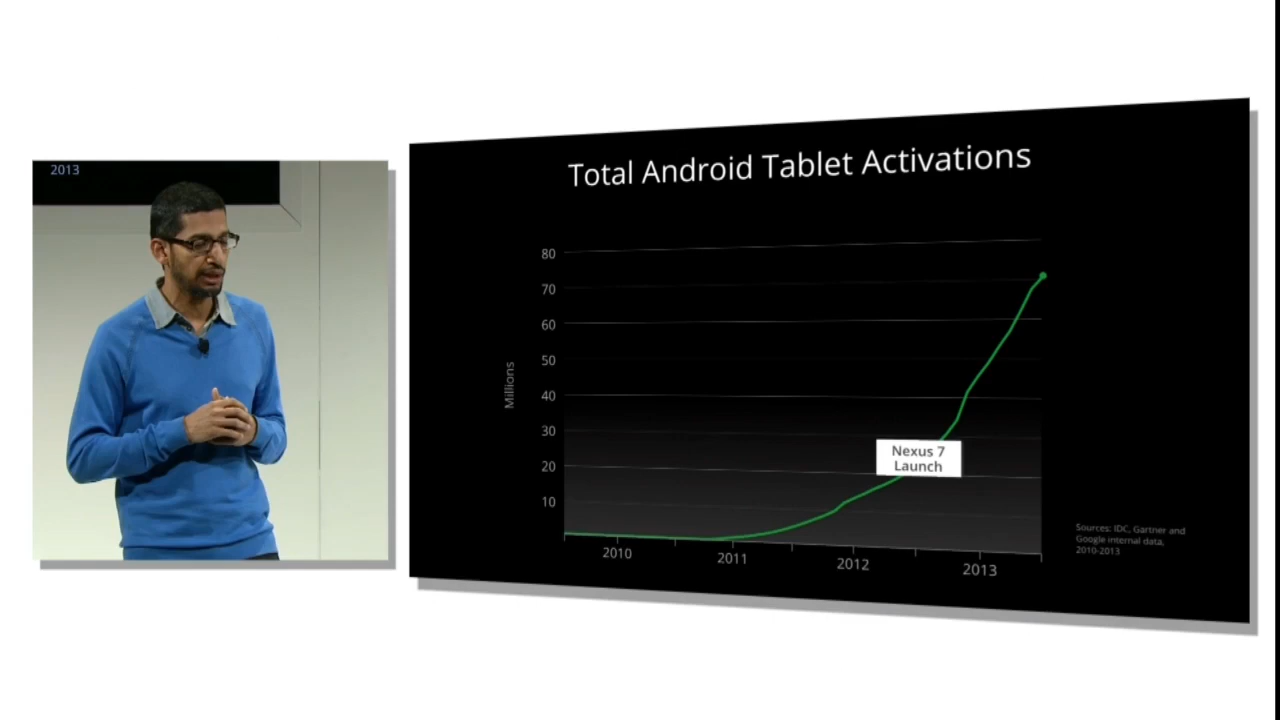 2013
Total Android Tablet Activations
80
70
60
50
40
30
20
10
Millions
Nexus 7
Launch
2010
2011
2012
2013
Sources: IDC, Gartner and
Google internal data,
2010-2013